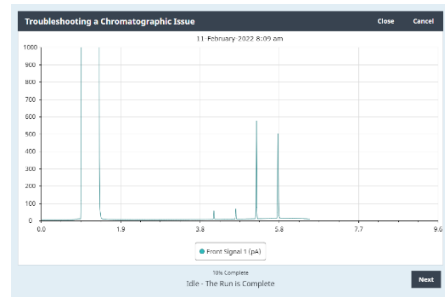 Troubleshooting a Chromatographic Issue Close Cancel
11-February-2022 8:09 am
1000
900
800
700
600
500
400
300
200
100
0
0.0 1.9 3.8 5.8 7.7 9.6
Front Signal 1 (pA)
10% Complete
Idle - The Run is Complete
Next